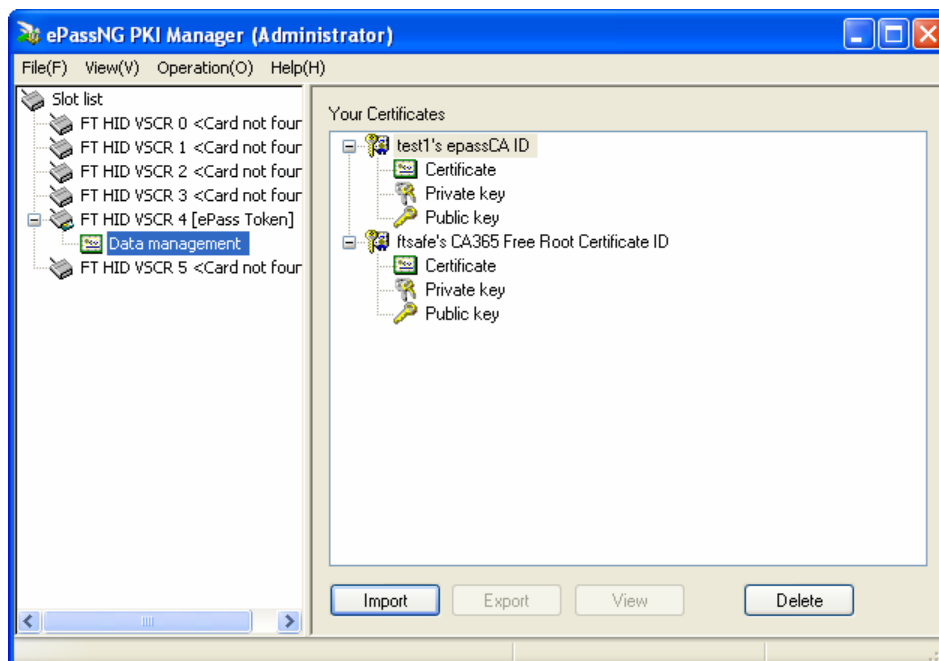 ePassNG PKI Manager (Administrator)
File(F) View(V) Operation(O) Help(H)
Slot list
FT HID VSCR 0 <Card not four
FT HID VSCR 1 <Card not four
FT HID VSCR 2 <Card not four
FT HID VSCR 3 <Card not four
FT HID VSCR 4 [ePass Token]
Data management
FT HID VSCR 5 <Card not four
Your Certificates
test1's epassCA ID
Certificate
Private key
Public key
ftsafe's CA365 Free Root Certificate ID
Certificate
Private key
Public key
Import Export View Delete